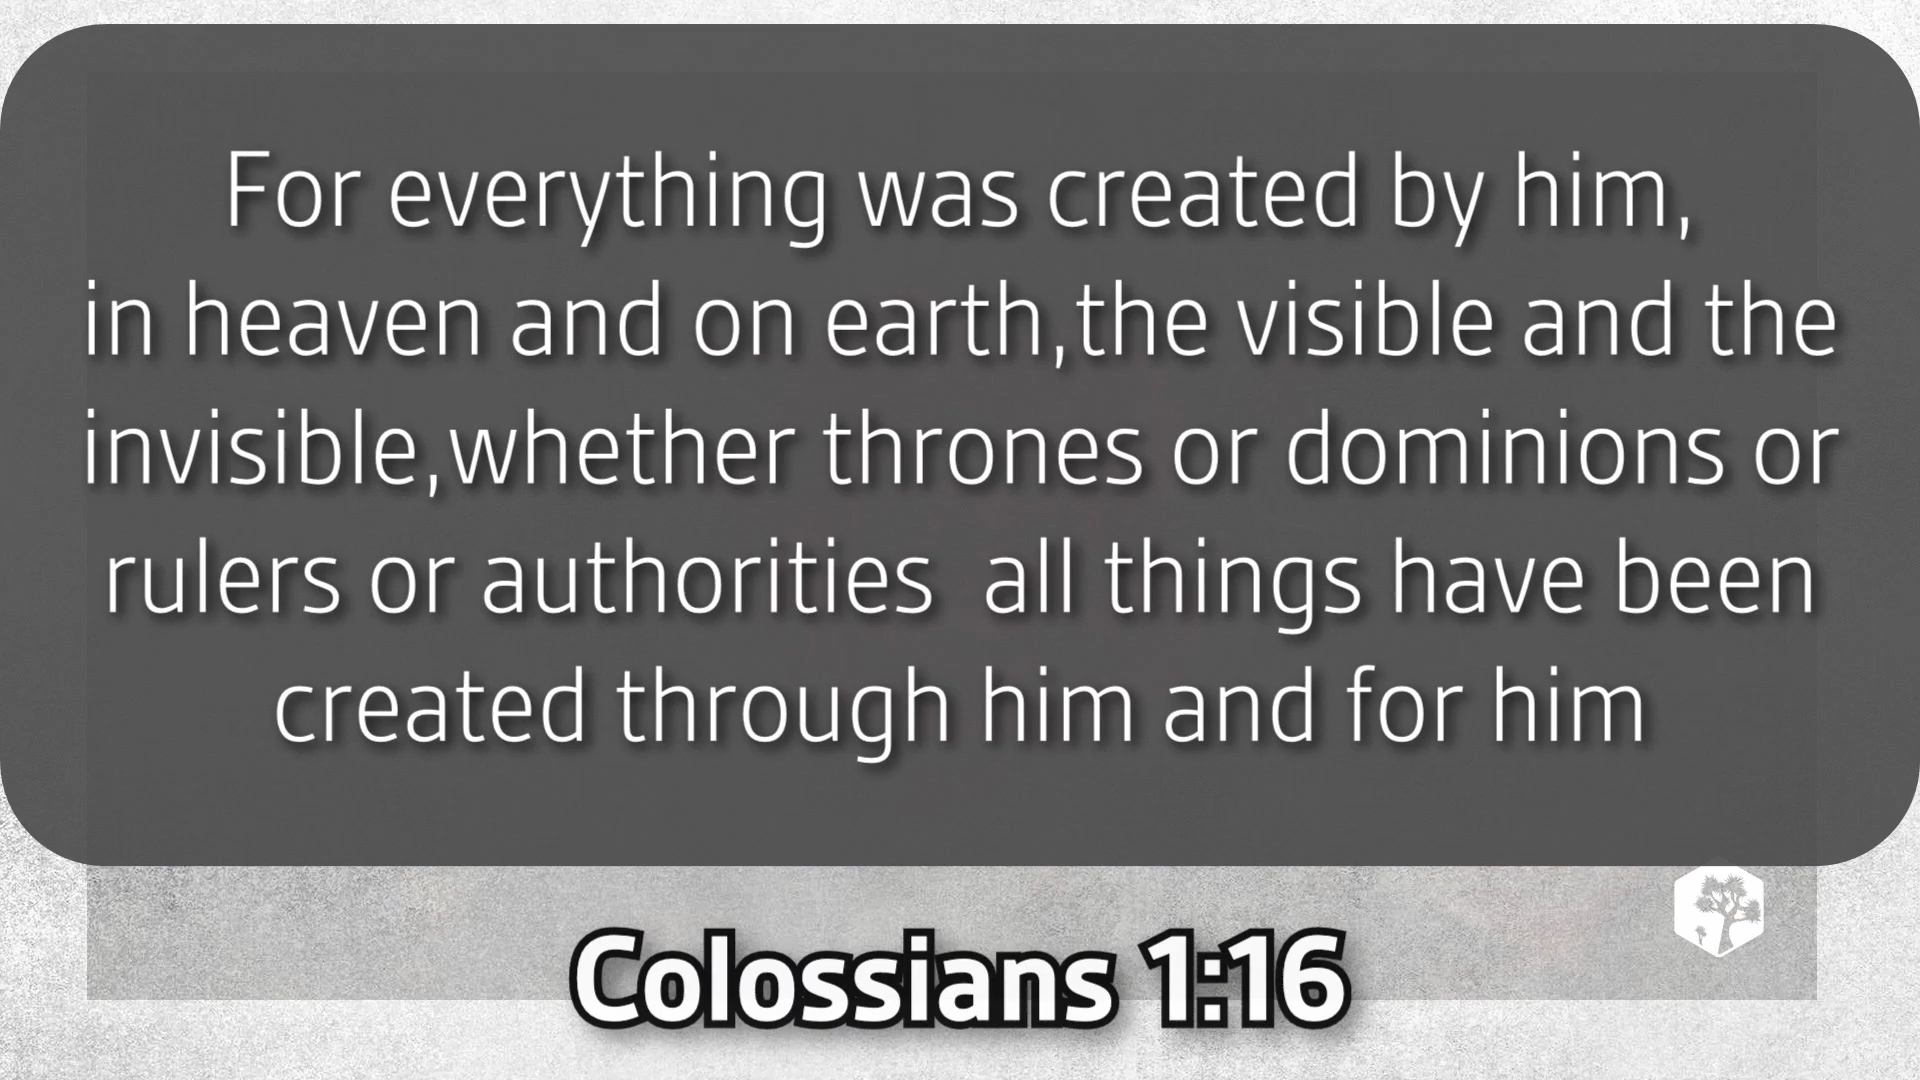 For everything was created by him,
in heaven and on earth,the visible and the
invisible,whether thrones or dominions or
rulers or authorities  all things have been
created through him and for him
Colossians 1:16